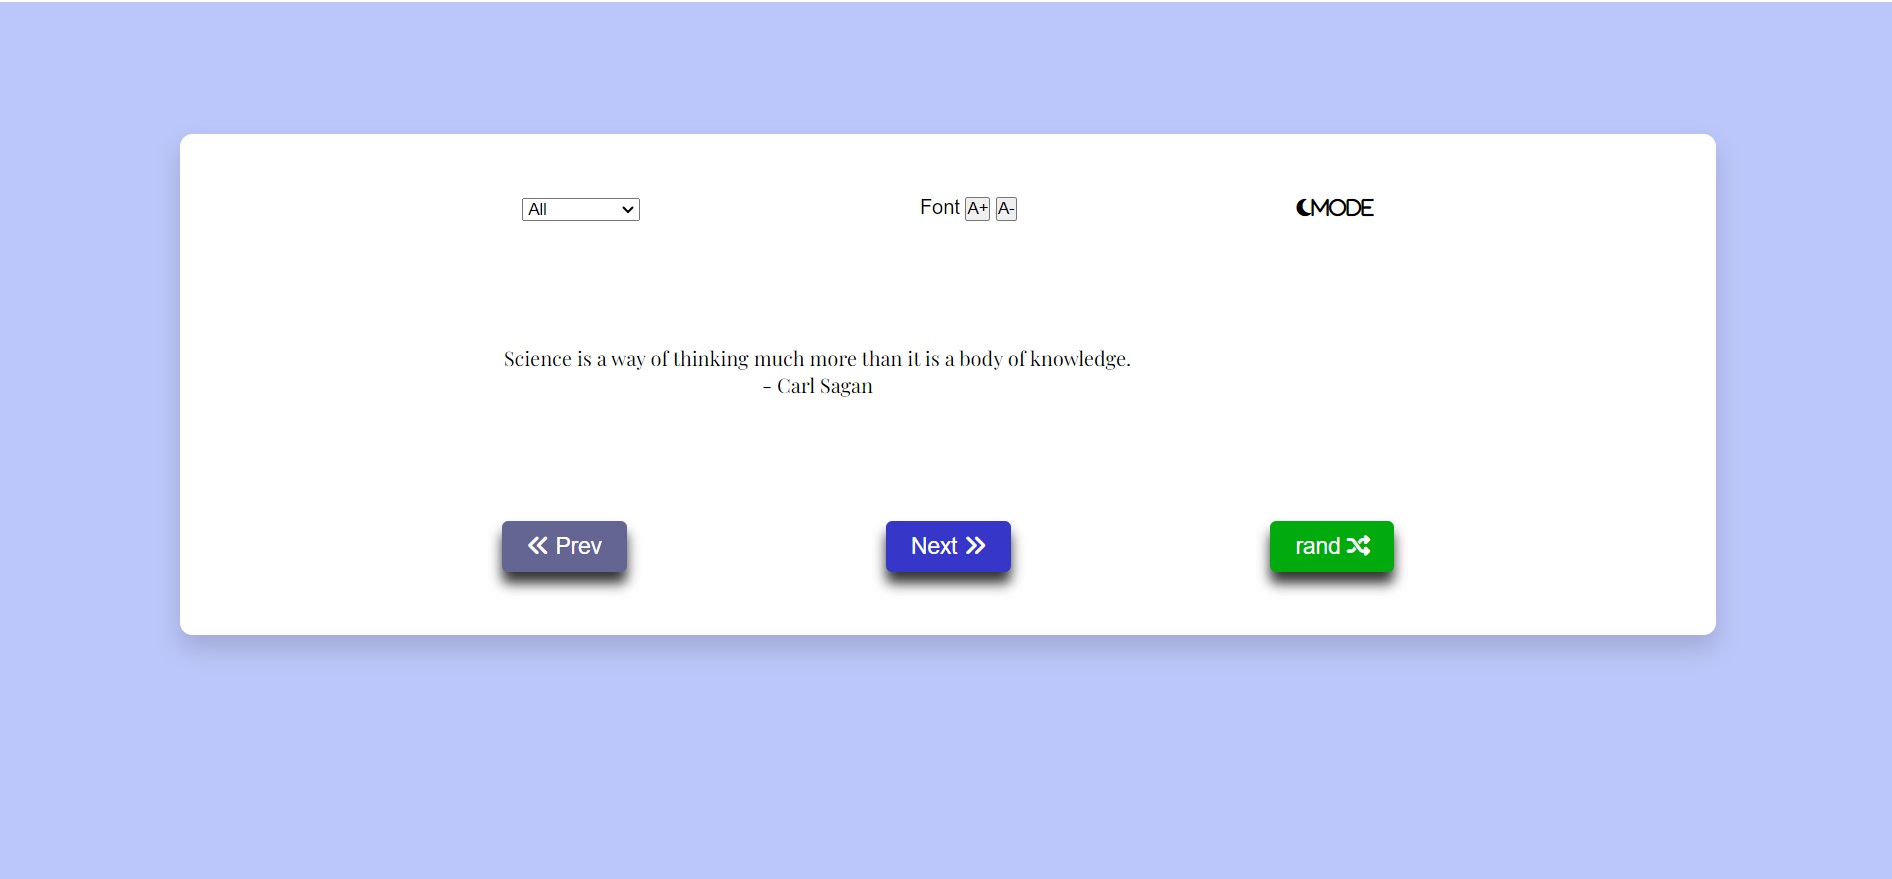 All
Font A+ A-
MODE
Science is a way of thinking much more than it is a body of knowledge.
- Carl Sagan
Prev
Next
rand